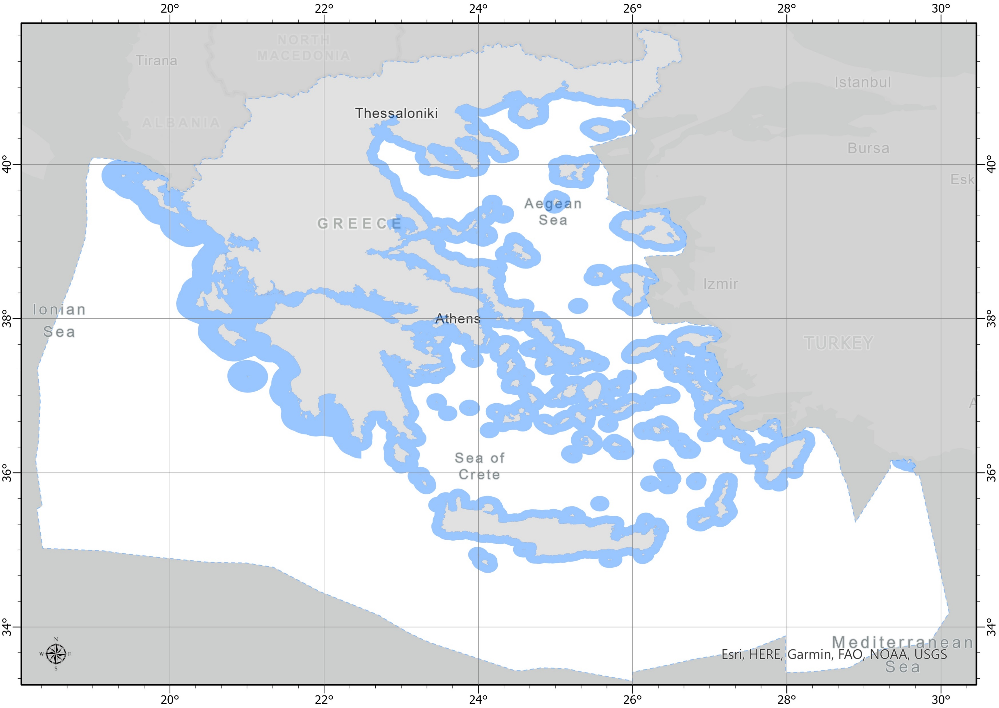 20° 22° 24° 26° 28° 30°
NORTH
MACEDONIA
Tirana
Istanbul
Thessaloniki
ALBANIA
Bursa
40° 40°
Esk
Aegean
Sea
GREECE
Izmir
Ionian
Sea
38° Athens 38°
TURKEY
A
Sea of
Crete
36° 36°
34° 34°
Mediterranean
Sea
Esri, HERE, Garmin, FAO, NOAA, USGS
N
W E
S
20° 22° 24° 26° 28° 30°